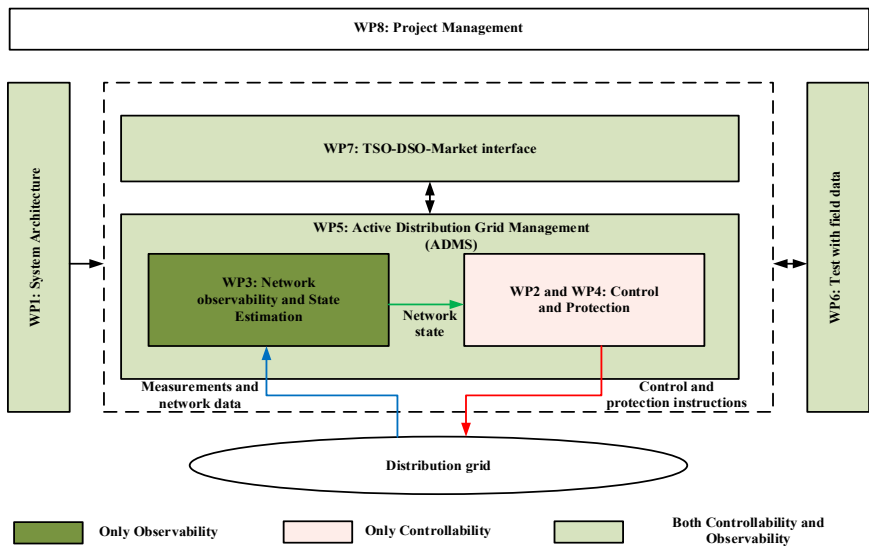 WP8: Project Management
WP1: System Architecture
WP7: TSO-DSO-Market interface
WP5: Active Distribution Grid Management
(ADMS)
WP3: Network
observability and State
Estimation
Network
state
WP2 and WP4: Control
and Protection
WP6: Test with field data
Measurements and
network data
Control and
protection instructions
Distribution grid
Only Observability
Only Controllability
Both Controllability and
Observability